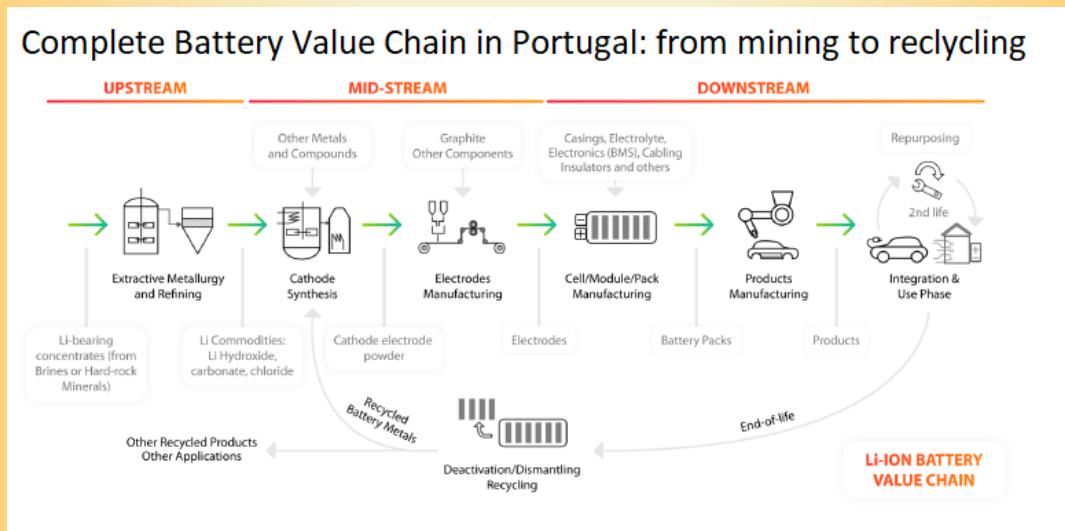 Complete Battery Value Chain in Portugal: from mining to reclycling
UPSTREAM
MID-STREAM
DOWNSTREAM
Other Metals
and Compounds
Graphite
Other Components
Casings, Electrolyte,
Electronics (BMS), Cabling
Insulators and others
Repurposing
2nd life
Extractive Metallurgy
and Refining
Cathode
Synthesis
Electrodes
Manufacturing
Cell/Module/Pack
Manufacturing
Products
Manufacturing
Integration &
Use Phase
Li-bearing
concentrates (from
Brines or Hard-rock
Minerals)
Li Commodities:
Li Hydroxide,
carbonate, chloride
Cathode electrode
powder
Electrodes
Battery Packs
Products
Recycled
Battery Metals
End-of-life
Other Recycled Products
Other Applications
Deactivation/Dismantling
Recycling
Li-ION BATTERY
VALUE CHAIN